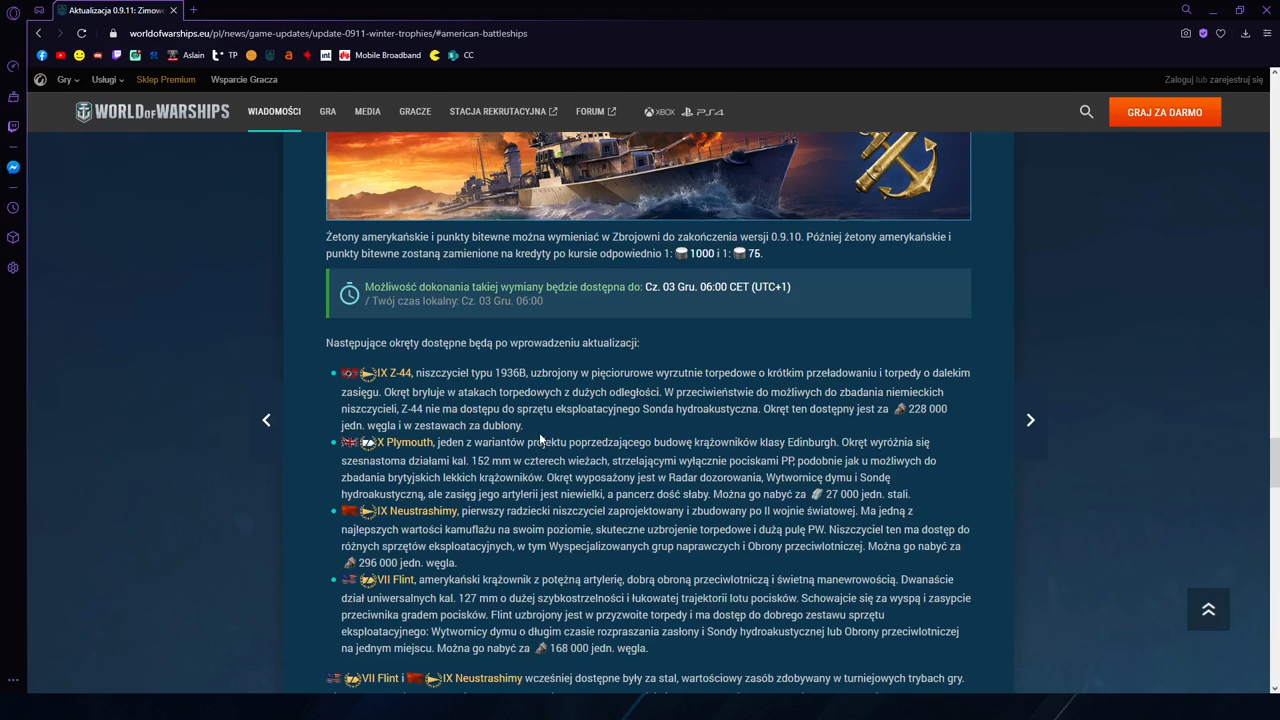 Aktualizacja 0.9.11: Zimow
worldofwarships.eu/pl/news/game-updates/update-0911-winter-trophies/#american-battleships
Aslain TP int Mobile Broadband CC
Gry Usługi Sklep Premium Wsparcie Gracza Zaloguj lub zarejestruj się
WORLD OF WARSHIPS WIADOMOŚCI GRA MEDIA GRACZE STACJA REKRUTACYJNA FORUM XBOX PS4 GRAJ ZA DARMO
Żetony amerykańskie i punkty bitewne można wymieniać w Zbrojowni do zakończenia wersji 0.9.10. Później żetony amerykańskie i
punkty bitewne zostaną zamienione na kredyty po kursie odpowiednio 1: 1000 i 1: 75.
Możliwość dokonania takiej wymiany będzie dostępna do: Cz. 03 Gru. 06:00 CET (UTC+1)
/ Twój czas lokalny: Cz. 03 Gru. 06:00
Następujące okręty dostępne będą po wprowadzeniu aktualizacji:
IX Z-44, niszczyciel typu 1936B, uzbrojony w pięciorurowe wyrzutnie torpedowe o krótkim przeładowaniu i torpedy o dalekim
zasięgu. Okręt bryluje w atakach torpedowych z dużych odległości. W przeciwieństwie do możliwych do zbadania niemieckich
niszczycieli, Z-44 nie ma dostępu do sprzętu eksploatacyjnego Sonda hydroakustyczna. Okręt ten dostępny jest za 228 000
jedn. węgla i w zestawach za dublony.
X Plymouth, jeden z wariantów projektu poprzedzającego budowę krążowników klasy Edinburgh. Okręt wyróżnia się
szesnastoma działami kal. 152 mm w czterech wieżach, strzelającymi wyłącznie pociskami PP, podobnie jak u możliwych do
zbadania brytyjskich lekkich krążowników. Okręt wyposażony jest w Radar dozorowania, Wytwornicę dymu i Sondę
hydroakustyczną, ale zasięg jego artylerii jest niewielki, a pancerz dość słaby. Można go nabyć za 27 000 jedn. stali.
IX Neustrashimy, pierwszy radziecki niszczyciel zaprojektowany i zbudowany po II wojnie światowej. Ma jedną z
najlepszych wartości kamuflażu na swoim poziomie, skuteczne uzbrojenie torpedowe i dużą pulę PW. Niszczyciel ten ma dostęp do
różnych sprzętów eksploatacyjnych, w tym Wyspecjalizowanych grup naprawczych i Obrony przeciwlotniczej. Można go nabyć za
296 000 jedn. węgla.
VII Flint, amerykański krążownik z potężną artylerię, dobrą obroną przeciwlotniczą i świetną manewrowością. Dwanaście
dział uniwersalnych kal. 127 mm o dużej szybkostrzelności i łukowatej trajektorii lotu pocisków. Schowajcie się za wyspą i zasypcie
przeciwnika gradem pocisków. Flint uzbrojony jest w przyzwoite torpedy i ma dostęp do dobrego zestawu sprzętu
eksploatacyjnego: Wytwornicy dymu o długim czasie rozpraszania zasłony i Sondy hydroakustycznej lub Obrony przeciwlotniczej
na jednym miejscu. Można go nabyć za 168 000 jedn. węgla.
VII Flint i IX Neustrashimy wcześniej dostępne były za stal, wartościowy zasób zdobywany w turniejowych trybach gry.